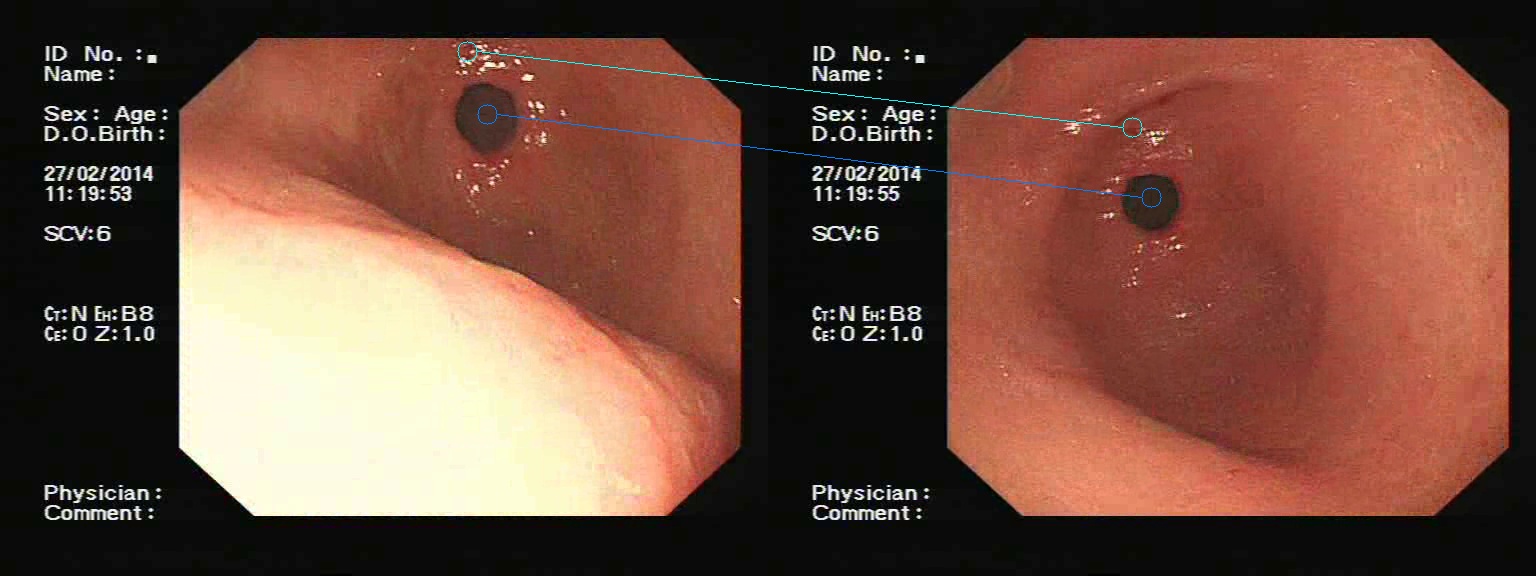 ID No. :
Name:
Sex: Age:
D.O.Birth:
27/02/2014
11:19:53
SCV:6
CT:N EH:B8
CE:0 Z:1.0
Physician:
Comment:
ID No. :
Name:
Sex: Age:
D.O.Birth:
27/02/2014
11:19:55
SCV:6
CT:N EH:B8
CE:0 Z:1.0
Physician:
Comment: